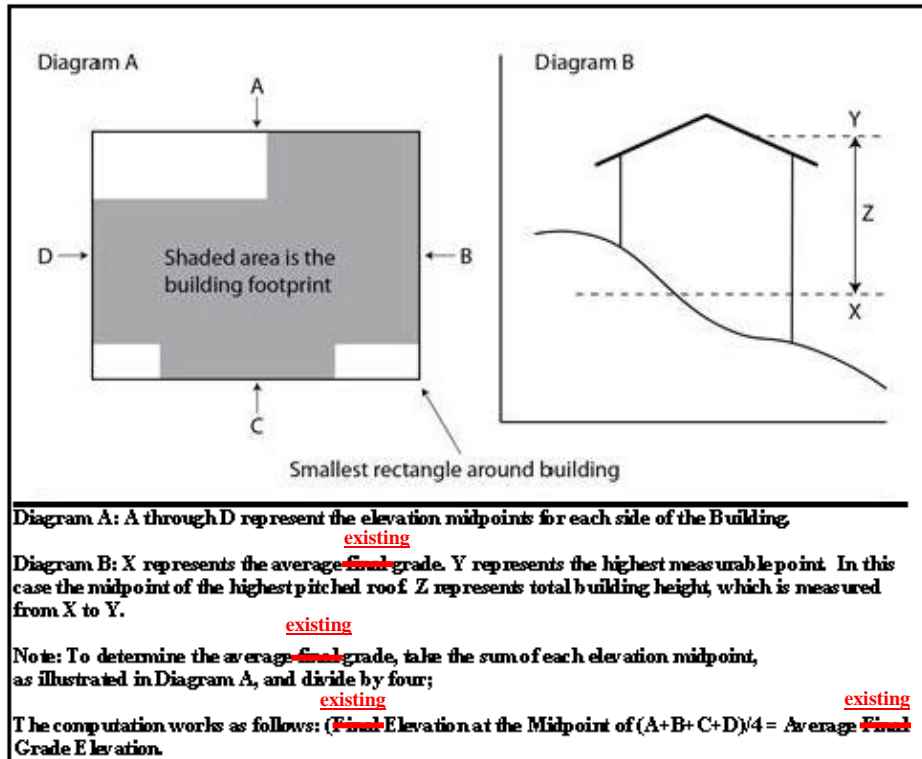 Diagram A
Diagram B
A
Y
D
Shaded area is the
building footprint
B
Z
X
C
Smallest rectangle around building
Diagram A: A through D represent the elevation midpoints for each side of the Building.
existing
Diagram B: X represents the average final grade. Y represents the highest measurable point. In this
case the midpoint of the highest pitched roof. Z represents total building height, which is measured
from X to Y.
existing
Note: To determine the average final grade, take the sum of each elevation midpoint,
as illustrated in Diagram A, and divide by four;
existing existing
The computation works as follows: (Final Elevation at the Midpoint of (A+B+C+D)/4 = Average Final
Grade Elevation.